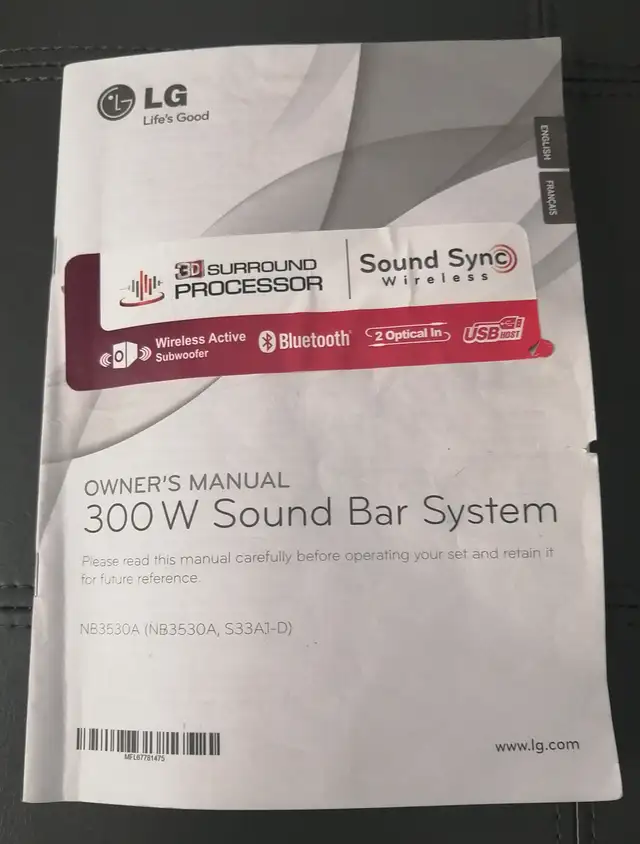 LG
Life's Good
ENGLISH
FRANÇAIS
3D SURROUND
PROCESSOR
Sound Sync
Wireless
Wireless Active
Subwoofer
Bluetooth
2 Optical In
USB
HOST
OWNER'S MANUAL
300 W Sound Bar System
Please read this manual carefully before operating your set and retain it
for future reference.
NB3530A (NB3530A, S33A1-D)
MFL67781475
www.lg.com